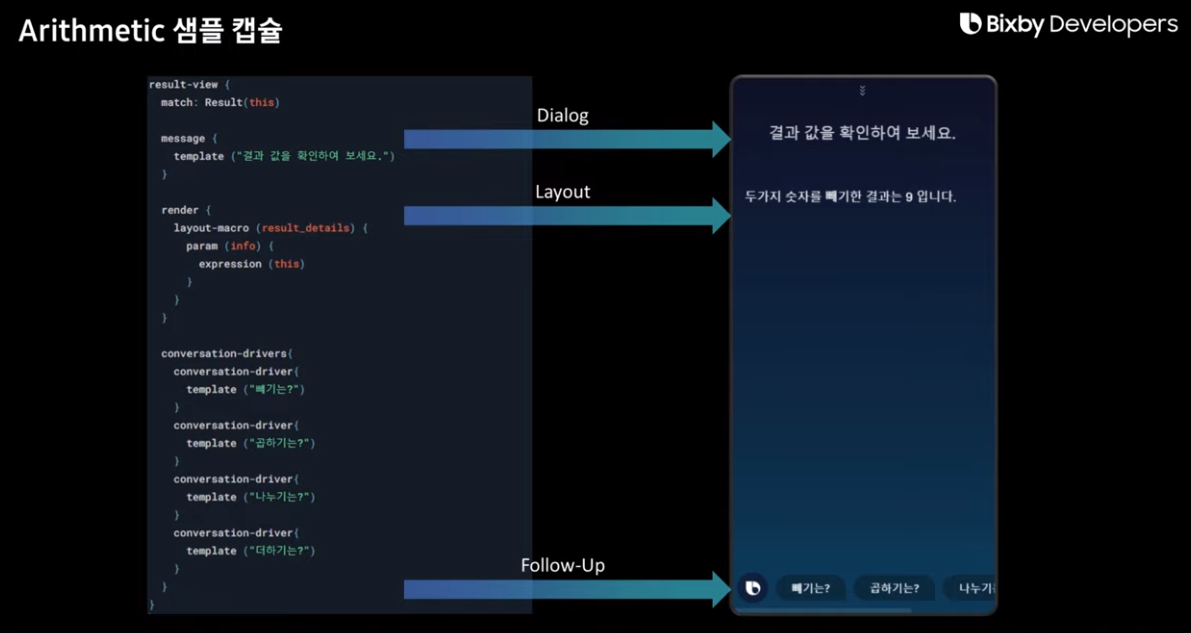 Arithmetic 샘플 캡슐
Bixby Developers
result-view {
match: Result(this)
message {
template ("결과 값을 확인하여 보세요.")
}
render {
layout-macro (result_details) {
param (info) {
expression (this)
}
}
}
conversation-drivers{
conversation-driver{
template ("빼기는?")
}
conversation-driver{
template ("곱하기는?")
}
conversation-driver{
template ("나누기는?")
}
conversation-driver{
template ("더하기는?")
}
}
}
Dialog
Layout
Follow-Up
결과 값을 확인하여 보세요.
두가지 숫자를 빼기한 결과는 9 입니다.
빼기는?
곱하기는?
나누기